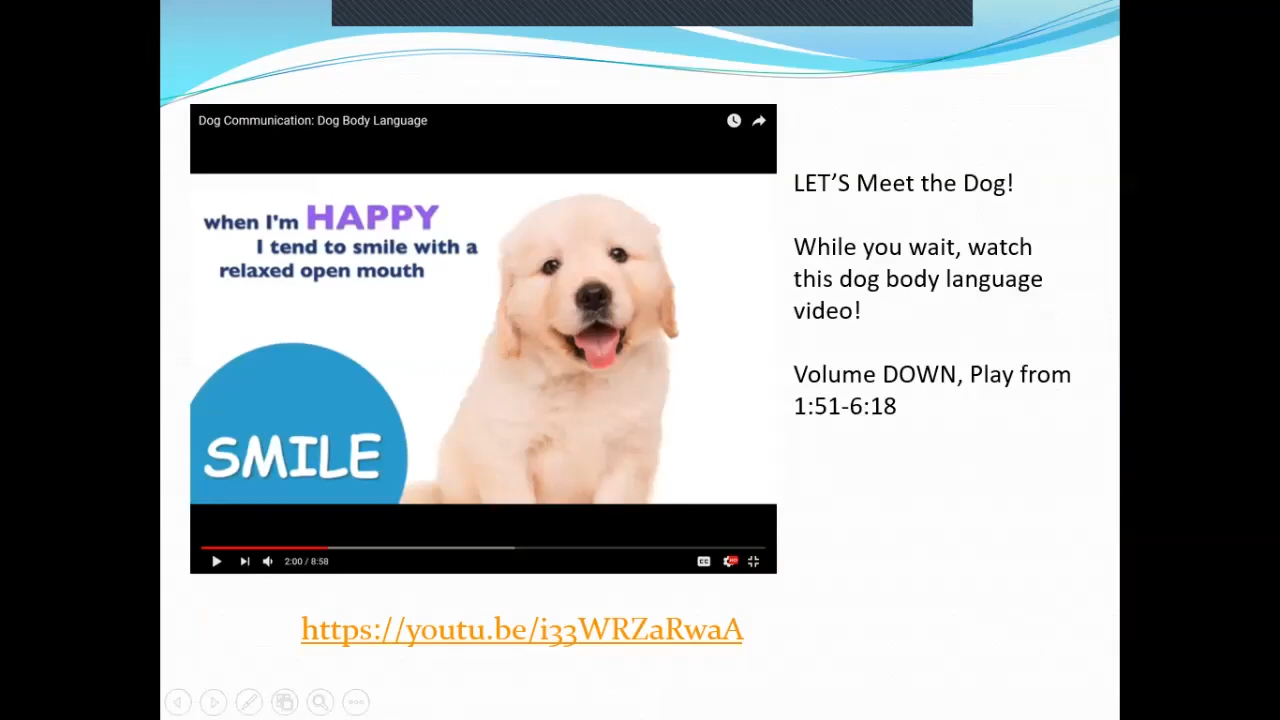 Dog Communication: Dog Body Language
when I'm HAPPY
I tend to smile with a
relaxed open mouth
SMILE
2:00 / 8:58
CC
LET’S Meet the Dog!
While you wait, watch
this dog body language
video!
Volume DOWN, Play from
1:51-6:18
https://youtu.be/i33WRZaRwaA